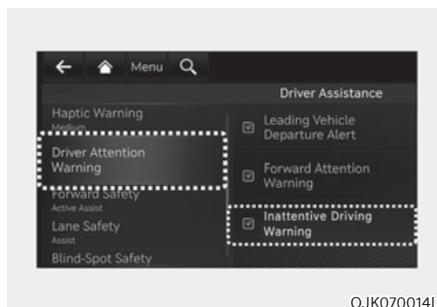 Menu
Driver Assistance
Haptic Warning
Medium
Driver Attention
Warning
Forward Safety
Active Assist
Lane Safety
Assist
Blind-Spot Safety
Leading Vehicle
Departure Alert
Forward Attention
Warning
Inattentive Driving
Warning
OJK070014L